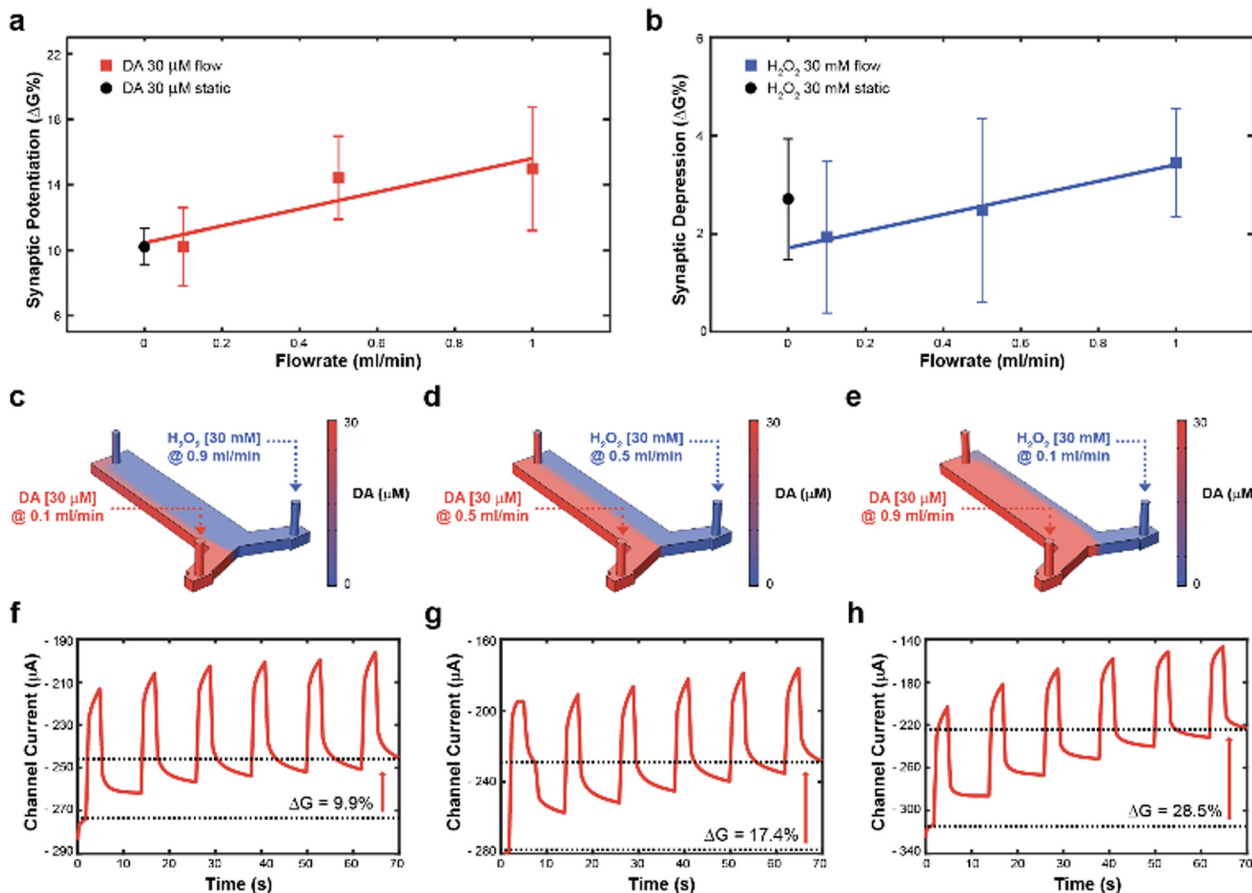 a
22
18
14
10
6
Synaptic Potentiation (ΔG%)
DA 30 μM flow
DA 30 μM static
0 0.2 0.4 0.6 0.8 1
Flowrate (ml/min)
b
6
4
2
0
Synaptic Depression (ΔG%)
H₂O₂ 30 mM flow
H₂O₂ 30 mM static
0 0.2 0.4 0.6 0.8 1
Flowrate (ml/min)
c
H₂O₂ [30 mM]
@ 0.9 ml/min
DA [30 μM]
@ 0.1 ml/min
30
DA (μM)
0
d
H₂O₂ [30 mM]
@ 0.5 ml/min
DA [30 μM]
@ 0.5 ml/min
30
DA (μM)
0
e
H₂O₂ [30 mM]
@ 0.1 ml/min
DA [30 μM]
@ 0.9 ml/min
30
DA (μM)
0
f
- 190
- 210
- 230
- 250
- 270
- 290
Channel Current (μA)
ΔG = 9.9%
0 10 20 30 40 50 60 70
Time (s)
g
- 160
- 200
- 240
- 280
Channel Current (μA)
ΔG = 17.4%
0 10 20 30 40 50 60 70
Time (s)
h
- 140
- 180
- 220
- 260
- 300
- 340
Channel Current (μA)
ΔG = 28.5%
0 10 20 30 40 50 60 70
Time (s)